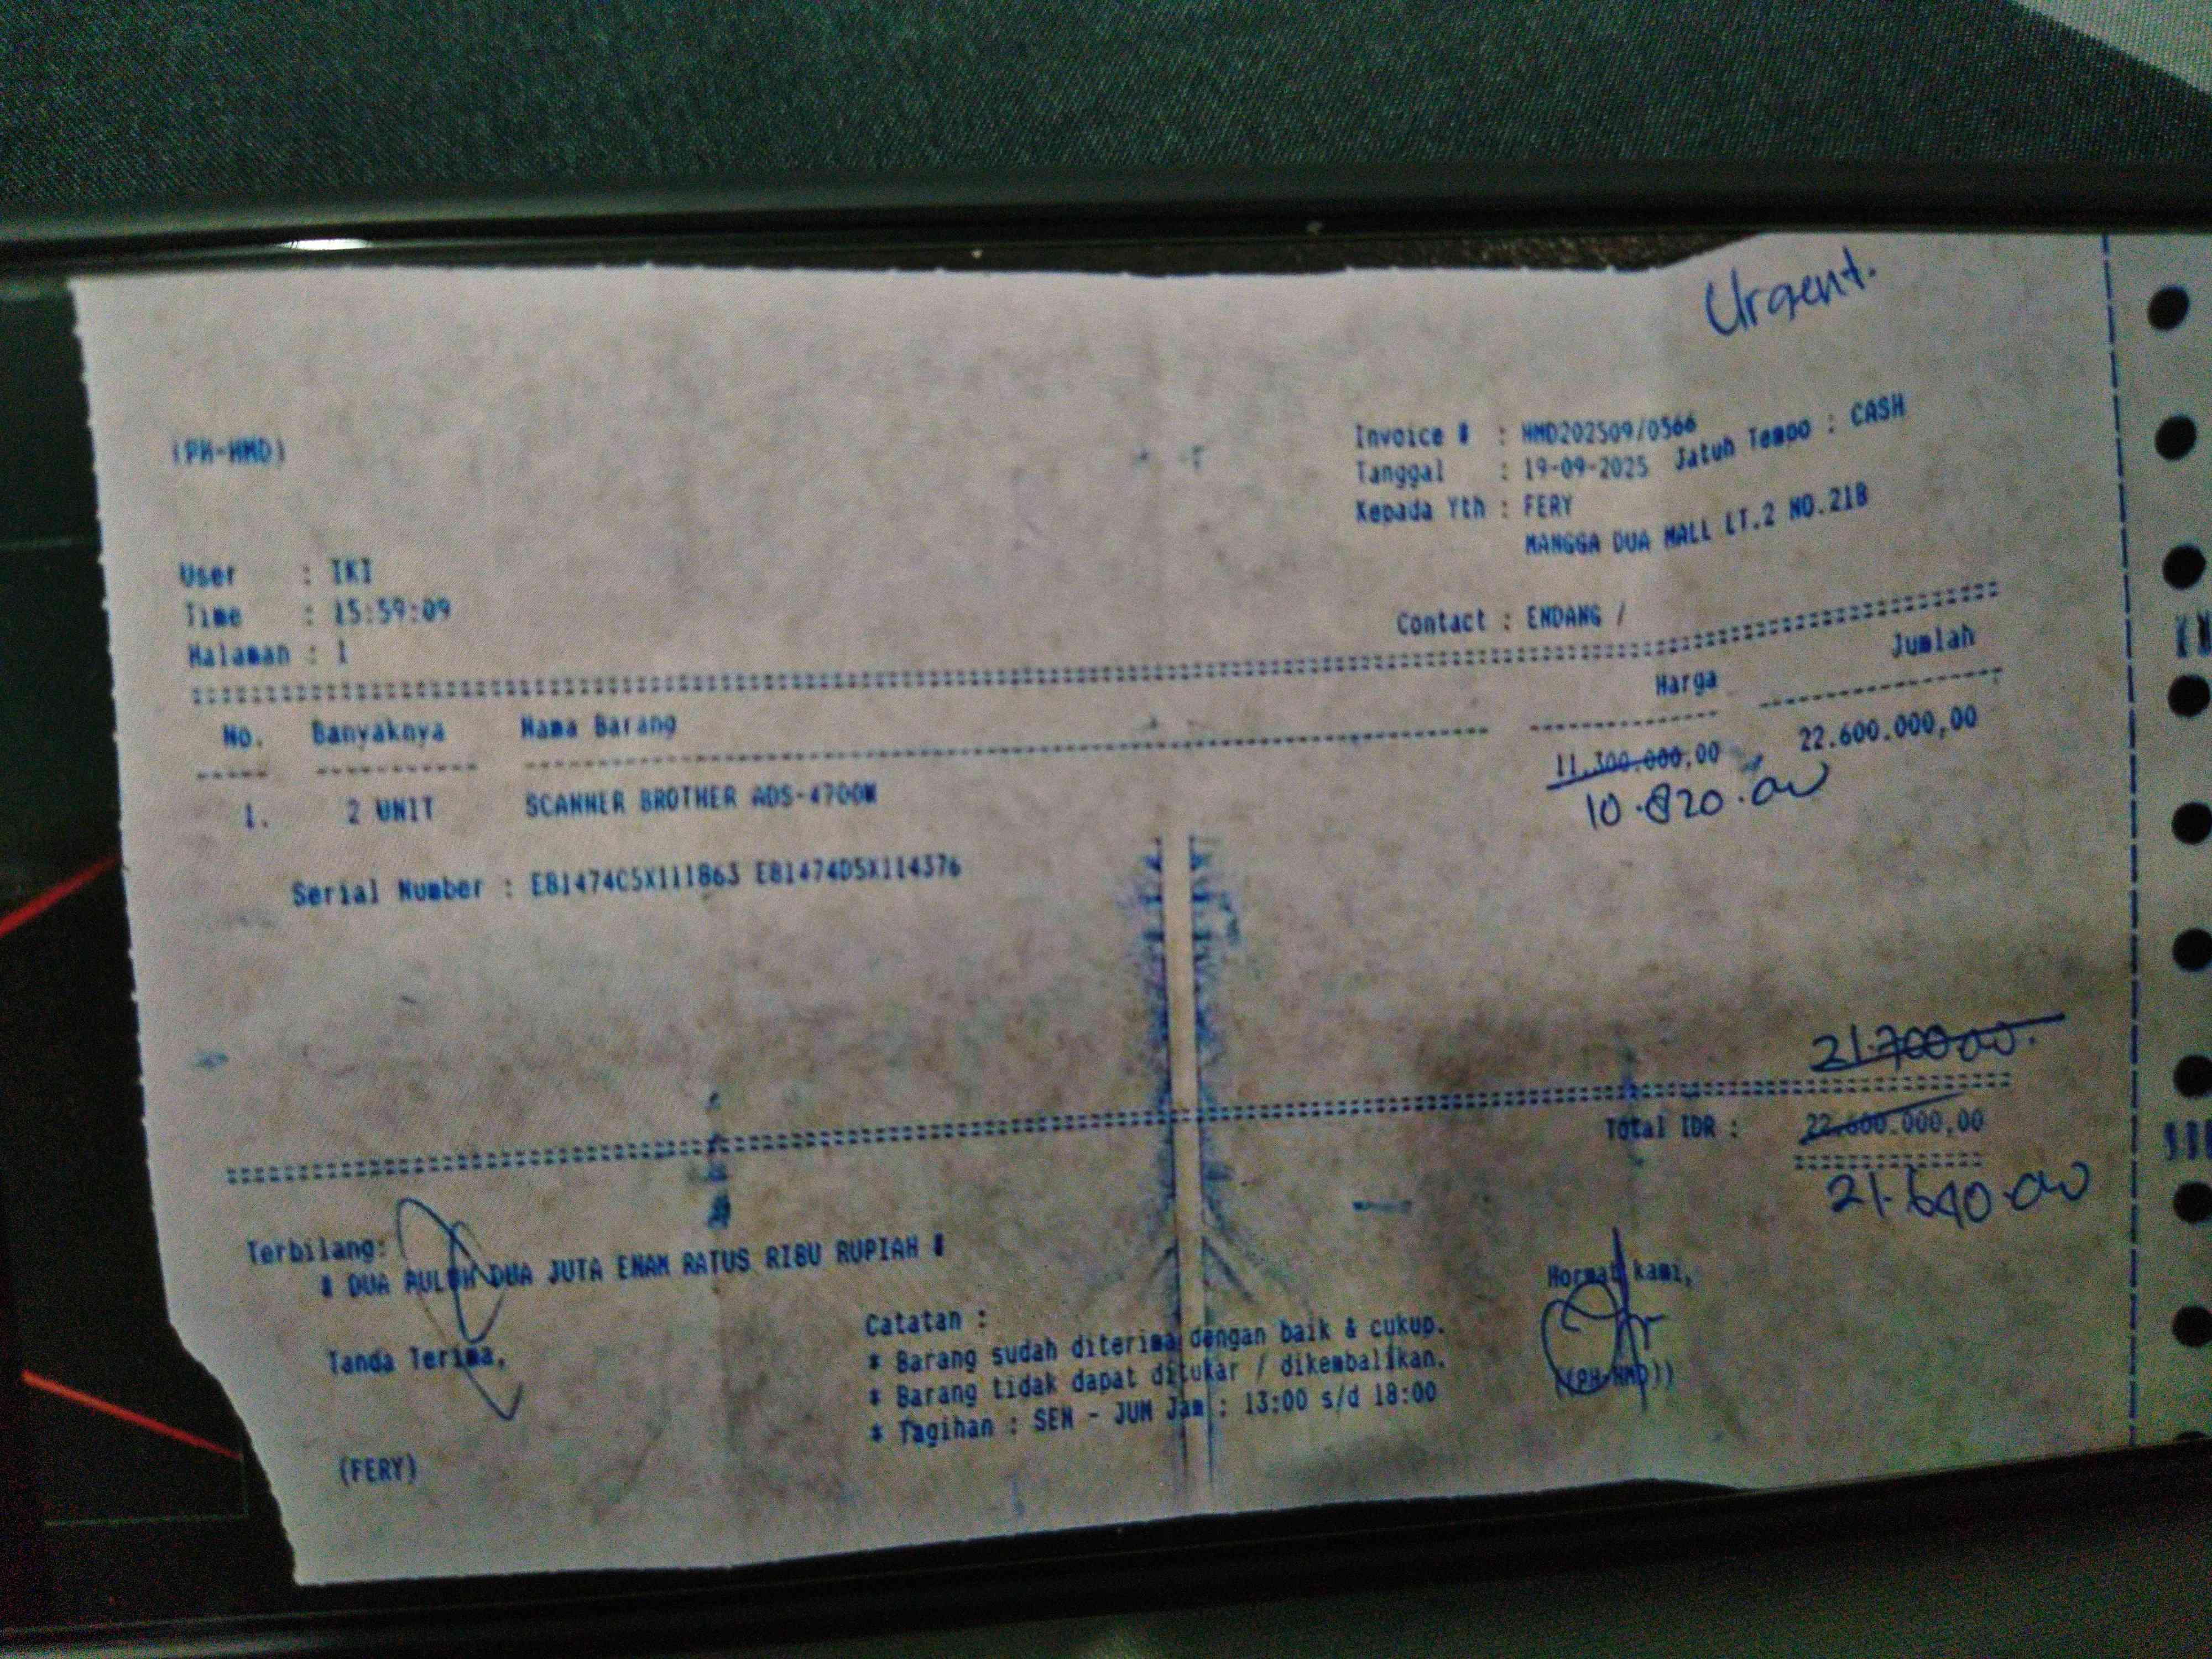 Urgent.
(PH-HMD)
Invoice # : HMD202509/0566
Tanggal : 19-09-2025 Jatuh Tempo : CASH
Kepada Yth : FERY
MANGGA DUA MALL LT.2 NO.21B
User : IKI
Time : 15:59:09
Halaman : 1
Contact : ENDANG /
No. Banyaknya Nama Barang Harga Jumlah
1. 2 UNIT SCANNER BROTHER ADS-4700W 11.300.000,00 22.600.000,00
10.820.00
Serial Number : E81474C5X111863 E81474D5X114376
21.700.00.
Total IDR : 22.600.000,00
21.640.00
Terbilang:
# DUA PULUH DUA JUTA ENAM RATUS RIBU RUPIAH #
Tanda Terima,
Catatan :
* Barang sudah diterima dengan baik & cukup.
* Barang tidak dapat ditukar / dikembalikan.
* Tagihan : SEN - JUM Jam : 13:00 s/d 18:00
Hormat kami,
((PH-HMD))
(FERY)